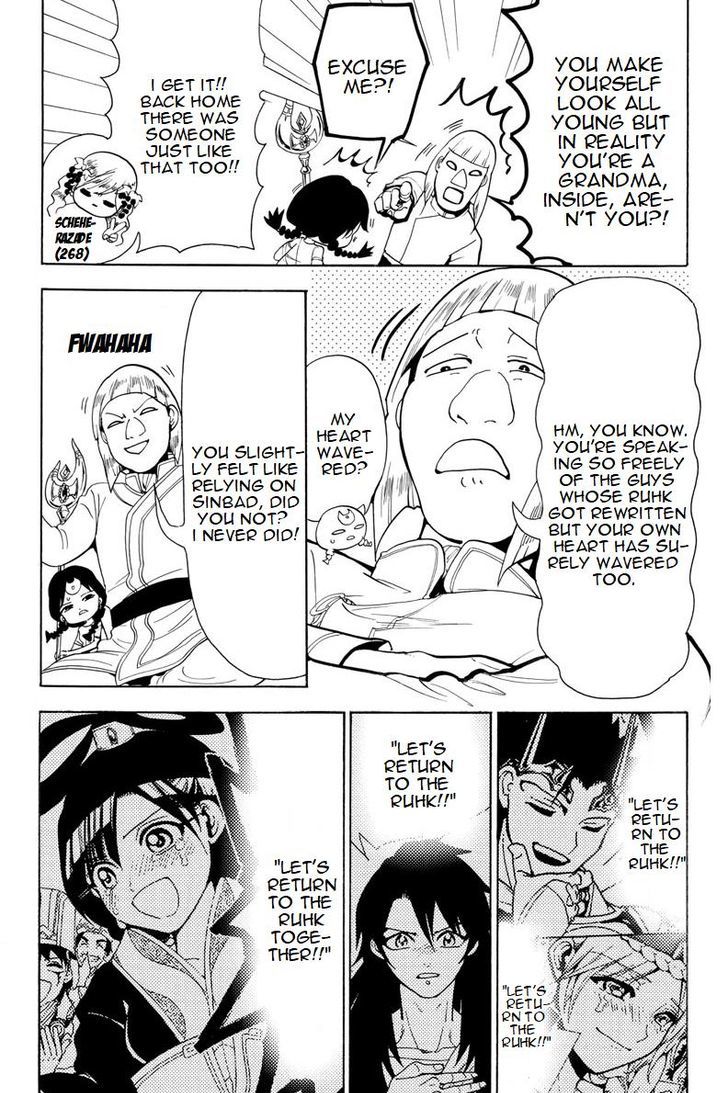 YOU MAKE
YOURSELF
LOOK ALL
YOUNG BUT
IN REALITY
YOU'RE A
GRANDMA,
INSIDE, ARE-
N'T YOU?!
EXCUSE
ME?!
I GET IT!!
BACK HOME
THERE WAS
SOMEONE
JUST LIKE
THAT TOO!!
SCHEHE-
RAZADE
(268)
HM, YOU KNOW.
YOU'RE SPEAK-
ING SO FREELY
OF THE GUYS
WHOSE RUHK
GOT REWRITTEN
BUT YOUR OWN
HEART HAS SU-
RELY WAVERED
TOO.
MY
HEART
WAVE-
RED?
FWAHAHA
YOU SLIGHT-
LY FELT LIKE
RELYING ON
SINBAD, DID
YOU NOT?
I NEVER DID!
"LET'S
RETU-
RN TO
THE
RUHK!!"
"LET'S
RETU-
RN TO
THE
RUHK!!"
"LET'S
RETURN
TO THE
RUHK!!"
"LET'S
RETURN
TO THE
RUHK
TOGE-
THER!!"